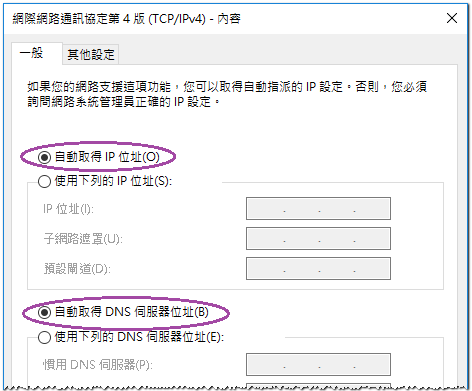 網際網路通訊協定第 4 版 (TCP/IPv4) - 內容
一般
其他設定
如果您的網路支援這項功能，您可以取得自動指派的 IP 設定。否則，您必須
詢問網路系統管理員正確的 IP 設定。
自動取得 IP 位址(O)
使用下列的 IP 位址(S):
IP 位址(I):
子網路遮罩(U):
預設閘道(D):
自動取得 DNS 伺服器位址(B)
使用下列的 DNS 伺服器位址(E):
慣用 DNS 伺服器(P):